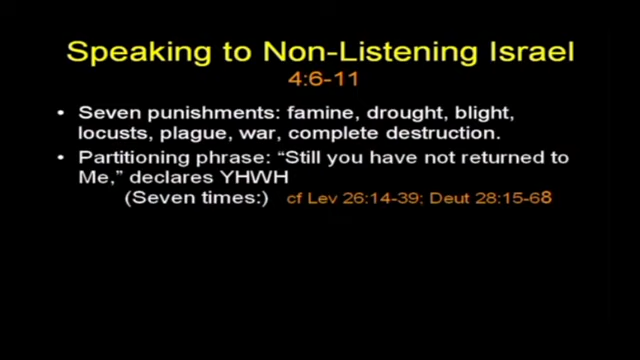 Speaking to Non-Listening Israel
4:6-11
• Seven punishments: famine, drought, blight,
locusts, plague, war, complete destruction.
• Partitioning phrase: “Still you have not returned to
Me,” declares YHWH
(Seven times:) cf Lev 26:14-39; Deut 28:15-68